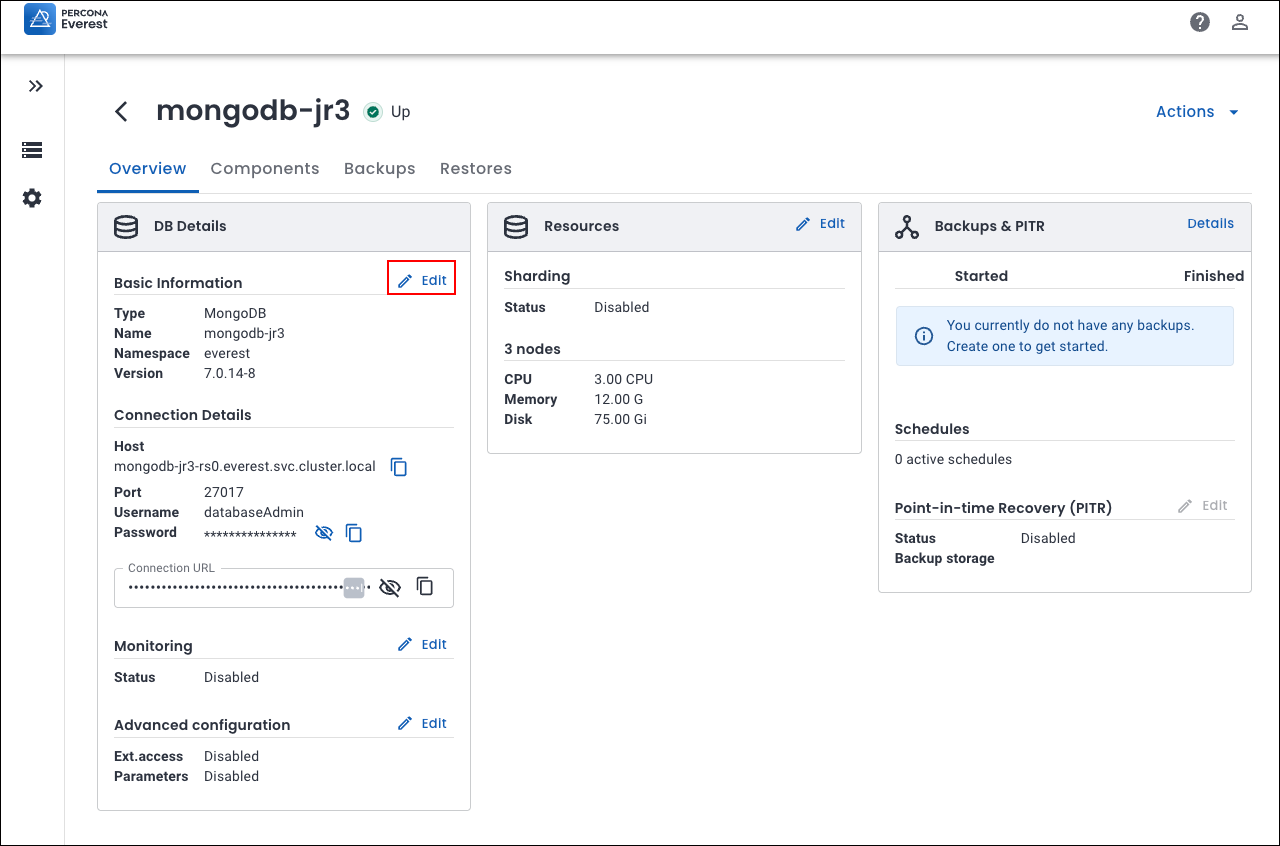 PERCONA
Everest
mongodb-jr3
Up
Actions
Overview
Components
Backups
Restores
DB Details
Basic Information
Edit
Type MongoDB
Name mongodb-jr3
Namespace everest
Version 7.0.14-8
Connection Details
Host
mongodb-jr3-rs0.everest.svc.cluster.local
Port 27017
Username databaseAdmin
Password ***************
Connection URL
Monitoring
Edit
Status Disabled
Advanced configuration
Edit
Ext.access Disabled
Parameters Disabled
Resources
Edit
Sharding
Status Disabled
3 nodes
CPU 3.00 CPU
Memory 12.00 G
Disk 75.00 Gi
Backups & PITR
Details
Started Finished
You currently do not have any backups.
Create one to get started.
Schedules
0 active schedules
Point-in-time Recovery (PITR)
Edit
Status Disabled
Backup storage